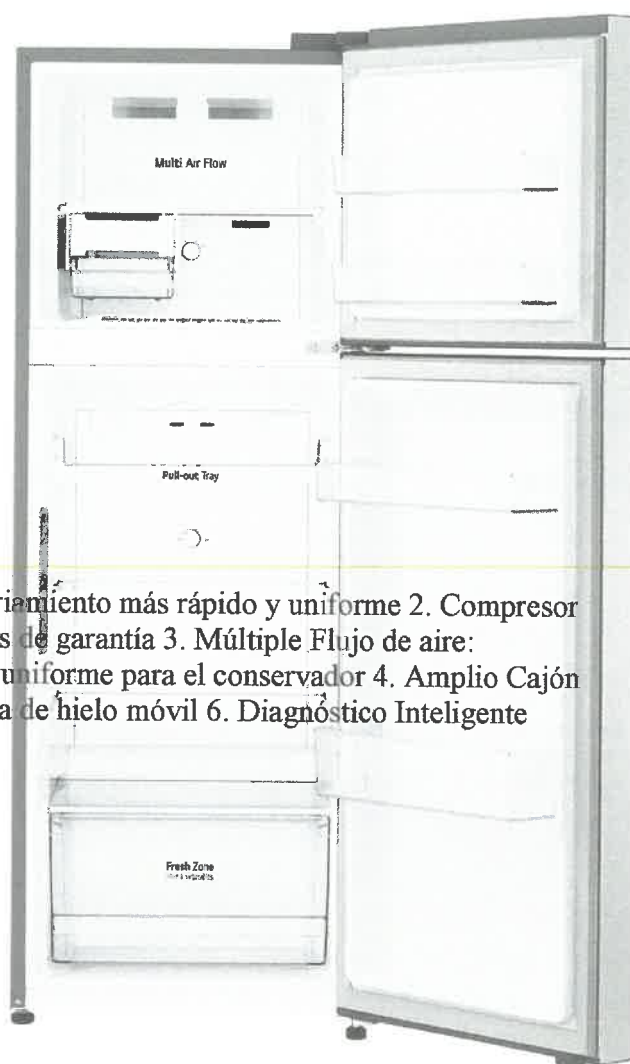 Multi Air Flow
Pull-out Tray
riamiento más rápido y uniforme 2. Compresor
s de garantía 3. Múltiple Flujo de aire:
uniforme para el conservador 4. Amplio Cajón
a de hielo móvil 6. Diagnóstico Inteligente
Fresh Zone